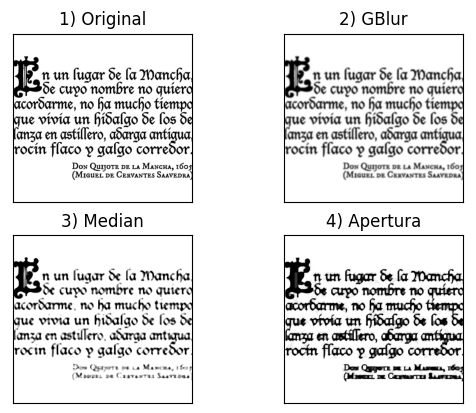 1) Original
En un lugar de la Mancha,
de cuyo nombre no quiero
acordarme, no ha mucho tiempo
que vivía un hidalgo de los de
lanza en astillero, adarga antigua,
rocín flaco y galgo corredor.
Don Quijote de la Mancha, 1605
(Miguel de Cervantes Saavedra)
2) GBlur
En un lugar de la Mancha,
de cuyo nombre no quiero
acordarme, no ha mucho tiempo
que vivía un hidalgo de los de
lanza en astillero, adarga antigua,
rocín flaco y galgo corredor.
Don Quijote de la Mancha, 1605
(Miguel de Cervantes Saavedra)
3) Median
En un lugar de la Mancha,
de cuyo nombre no quiero
acordarme, no ha mucho tiempo
que vivía un hidalgo de los de
lanza en astillero, adarga antigua,
rocín flaco y galgo corredor.
Don Quijote de la Mancha, 1605
(Miguel de Cervantes Saavedra)
4) Apertura
En un lugar de la Mancha,
de cuyo nombre no quiero
acordarme, no ha mucho tiempo
que vivía un hidalgo de los de
lanza en astillero, adarga antigua,
rocín flaco y galgo corredor.
Don Quijote de la Mancha, 1605
(Miguel de Cervantes Saavedra)